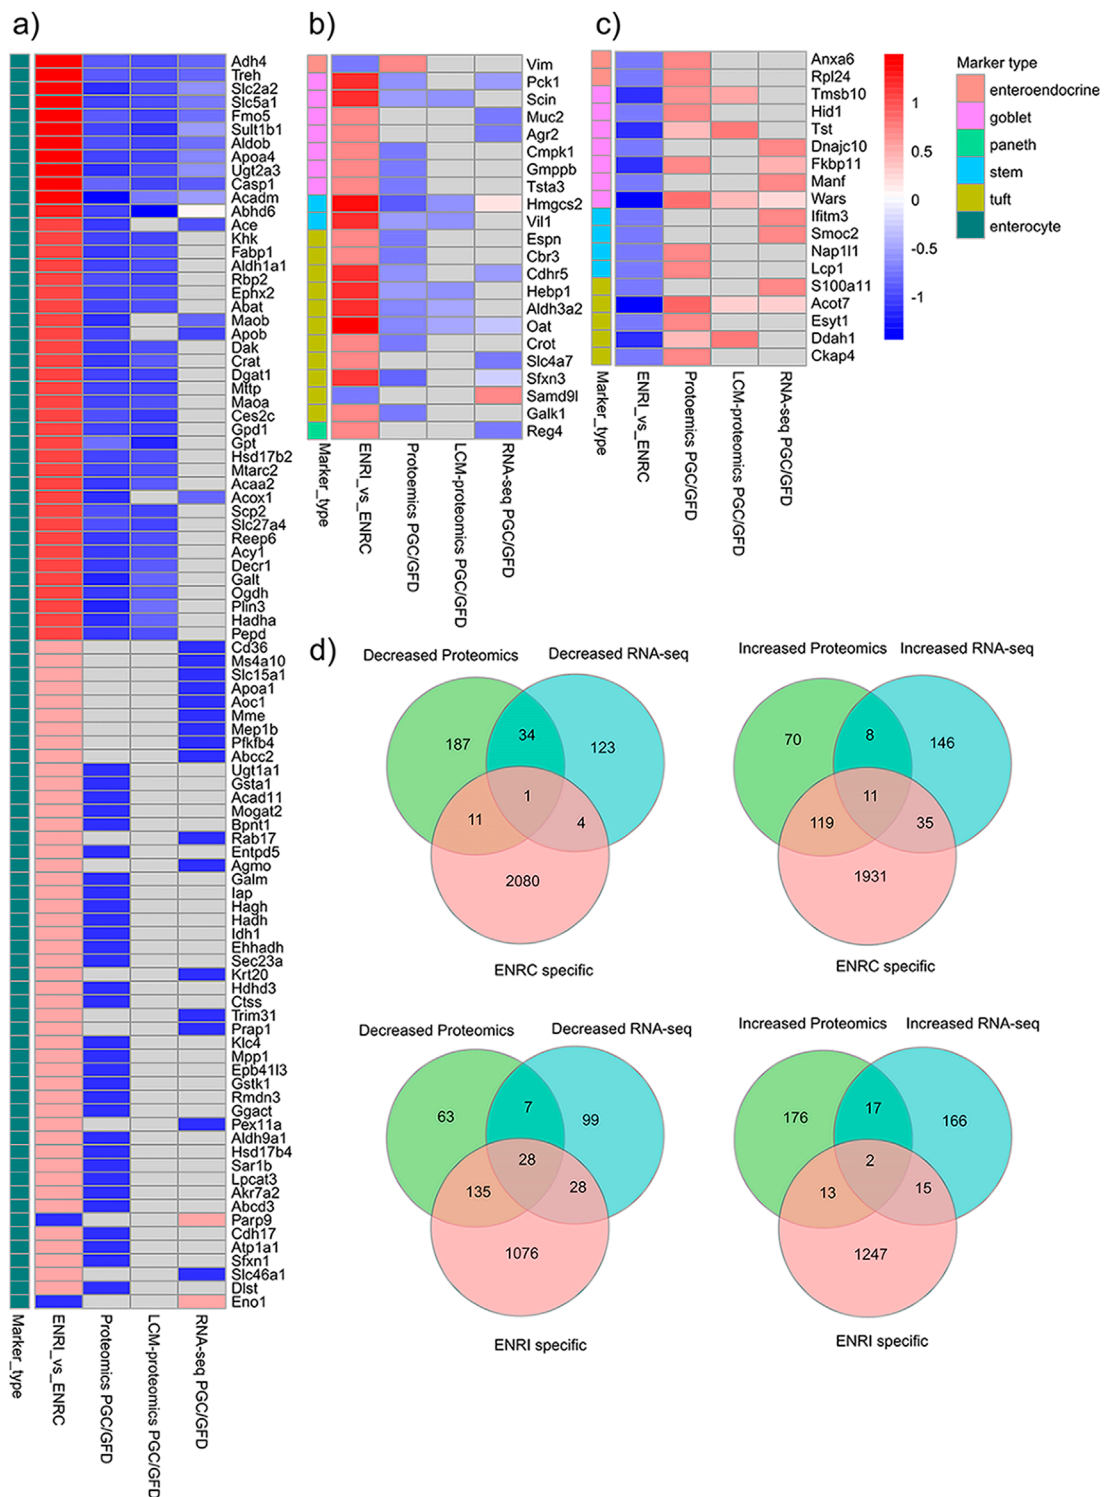 a)
Adh4
Treh
Slc2a2
Slc5a1
Fmo5
Sult1b1
Aldob
Apoa4
Ugt2a3
Casp1
Acadm
Abhd6
Ace
Khk
Fabp1
Aldh1a1
Rbp2
Ephx2
Abat
Maob
Apob
Dak
Crat
Dgat1
Mttp
Maoa
Ces2c
Gpd1
Gpt
Hsd17b2
Mtarc2
Acaa2
Acox1
Scp2
Slc27a4
Reep6
Acy1
Decr1
Galt
Ogdh
Plin3
Hadha
Pepd
Cd36
Ms4a10
Slc15a1
Apoa1
Aoc1
Mme
Mep1b
Pfkfb4
Abcc2
Ugt1a1
Gsta1
Acad11
Mogat2
Bpnt1
Rab17
Entpd5
Agmo
Galm
Iap
Hagh
Hadh
Idh1
Ehhadh
Sec23a
Krt20
Hdhd3
Ctss
Trim31
Prap1
Klc4
Mpp1
Epb41l3
Gstk1
Rmdn3
Ggact
Pex11a
Aldh9a1
Hsd17b4
Sar1b
Lpcat3
Akr7a2
Abcd3
Parp9
Cdh17
Atp1a1
Sfxn1
Slc46a1
Dlst
Eno1
Marker_type
ENRI_vs_ENRC
Proteomics PGC/GFD
LCM-proteomics PGC/GFD
RNA-seq PGC/GFD
b)
Vim
Pck1
Scin
Muc2
Agr2
Cmpk1
Gmppb
Tsta3
Hmgcs2
Vil1
Espn
Cbr3
Cdhr5
Hebp1
Aldh3a2
Oat
Crot
Slc4a7
Sfxn3
Samd9l
Galk1
Reg4
Marker_type
ENRI_vs_ENRC
Protoemics PGC/GFD
LCM-proteomics PGC/GFD
RNA-seq PGC/GFD
c)
Anxa6
Rpl24
Tmsb10
Hid1
Tst
Dnajc10
Fkbp11
Manf
Wars
Ifitm3
Smoc2
Nap1l1
Lcp1
S100a11
Acot7
Esyt1
Ddah1
Ckap4
Marker_type
ENRI_vs_ENRC
Protoemics PGC/GFD
LCM-proteomics PGC/GFD
RNA-seq PGC/GFD
1
0.5
0
-0.5
-1
Marker type
enteroendocrine
goblet
paneth
stem
tuft
enterocyte
d)
Decreased Proteomics
Decreased RNA-seq
187
34
123
1
11
4
2080
ENRC specific
Increased Proteomics
Increased RNA-seq
70
8
146
11
119
35
1931
ENRC specific
Decreased Proteomics
Decreased RNA-seq
63
7
99
28
135
28
1076
ENRI specific
Increased Proteomics
Increased RNA-seq
176
17
166
2
13
15
1247
ENRI specific